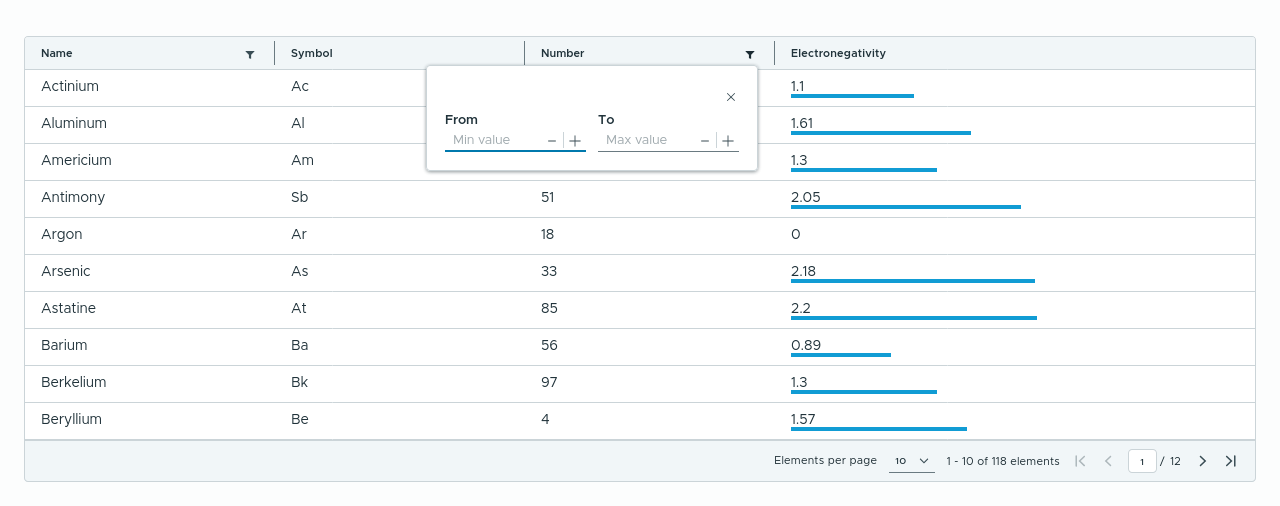 Name Symbol Number Electronegativity
Actinium Ac 1.1
From To
Min value Max value
Aluminum Al 1.61
Americium Am 1.3
Antimony Sb 51 2.05
Argon Ar 18 0
Arsenic As 33 2.18
Astatine At 85 2.2
Barium Ba 56 0.89
Berkelium Bk 97 1.3
Beryllium Be 4 1.57
Elements per page 10 1 - 10 of 118 elements 1 / 12